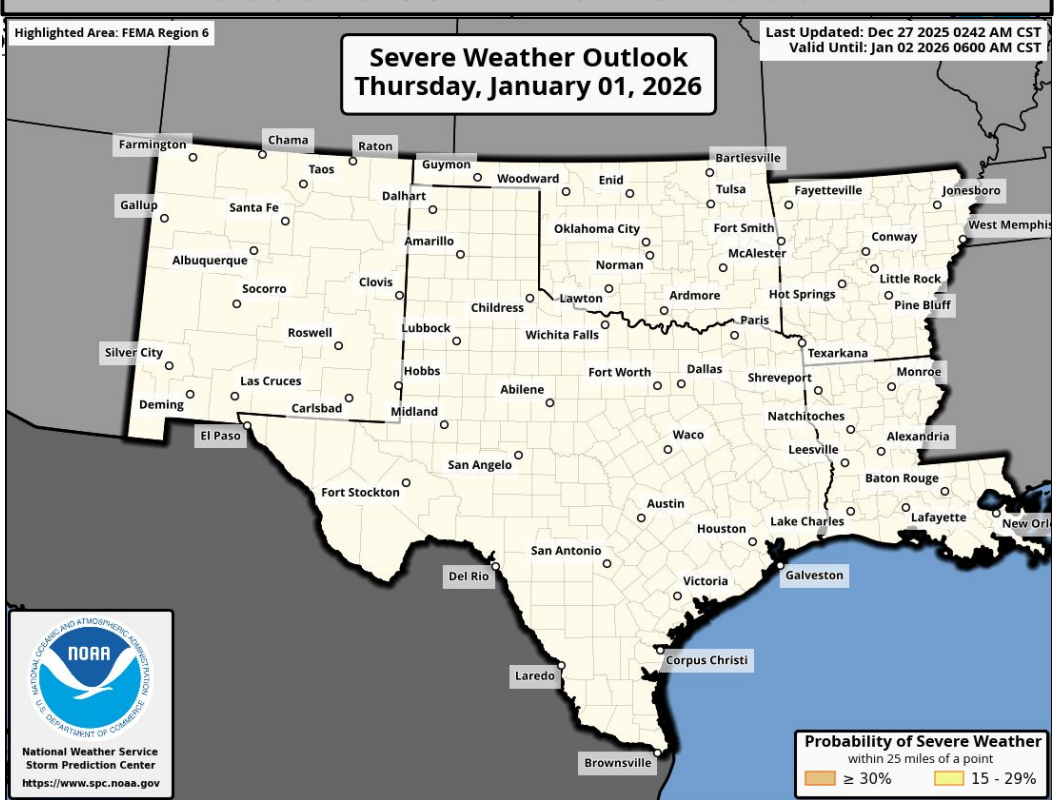 Highlighted Area: FEMA Region 6
Last Updated: Dec 27 2025 0242 AM CST
Valid Until: Jan 02 2026 0600 AM CST
Severe Weather Outlook
Thursday, January 01, 2026
Farmington
Chama
Raton
Taos
Guymon
Woodward
Enid
Bartlesville
Tulsa
Fayetteville
Jonesboro
Gallup
Santa Fe
Dalhart
Oklahoma City
Fort Smith
West Memphis
Albuquerque
Amarillo
Norman
McAlester
Conway
Socorro
Clovis
Childress
Lawton
Ardmore
Hot Springs
Little Rock
Pine Bluff
Roswell
Lubbock
Wichita Falls
Paris
Texarkana
Silver City
Las Cruces
Hobbs
Abilene
Fort Worth
Dallas
Shreveport
Monroe
Deming
Carlsbad
Midland
Natchitoches
El Paso
San Angelo
Waco
Leesville
Alexandria
Fort Stockton
Baton Rouge
Austin
Houston
Lake Charles
Lafayette
New Orl
San Antonio
Del Rio
Victoria
Galveston
Laredo
Corpus Christi
Brownsville
NATIONAL OCEANIC AND ATMOSPHERIC ADMINISTRATION
NOAA
U.S. DEPARTMENT OF COMMERCE
National Weather Service
Storm Prediction Center
https://www.spc.noaa.gov
Probability of Severe Weather
within 25 miles of a point
≥ 30%
15 - 29%